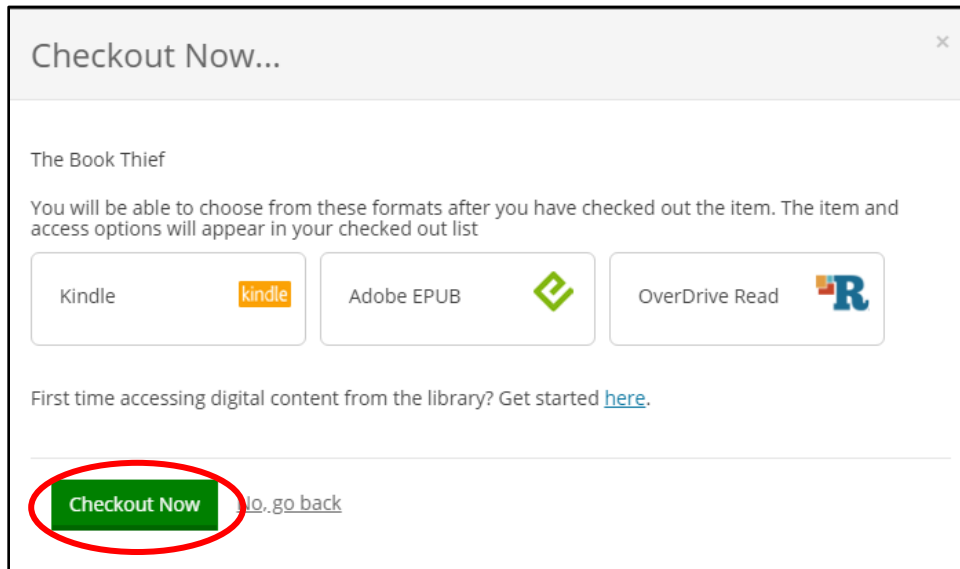 Checkout Now...
×
The Book Thief
You will be able to choose from these formats after you have checked out the item. The item and
access options will appear in your checked out list
Kindle kindle Adobe EPUB OverDrive Read R
First time accessing digital content from the library? Get started here.
Checkout Now No, go back